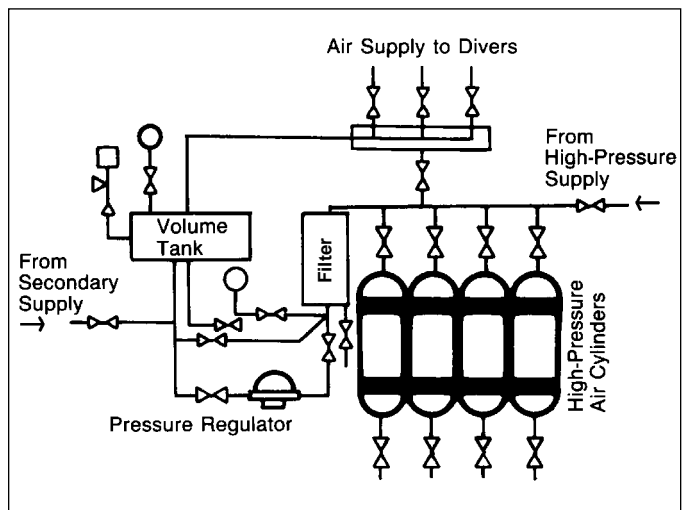 Air Supply to Divers
From
High-Pressure
Supply
Volume
Tank
Filter
From
Secondary
Supply
High-Pressure
Air Cylinders
Pressure Regulator